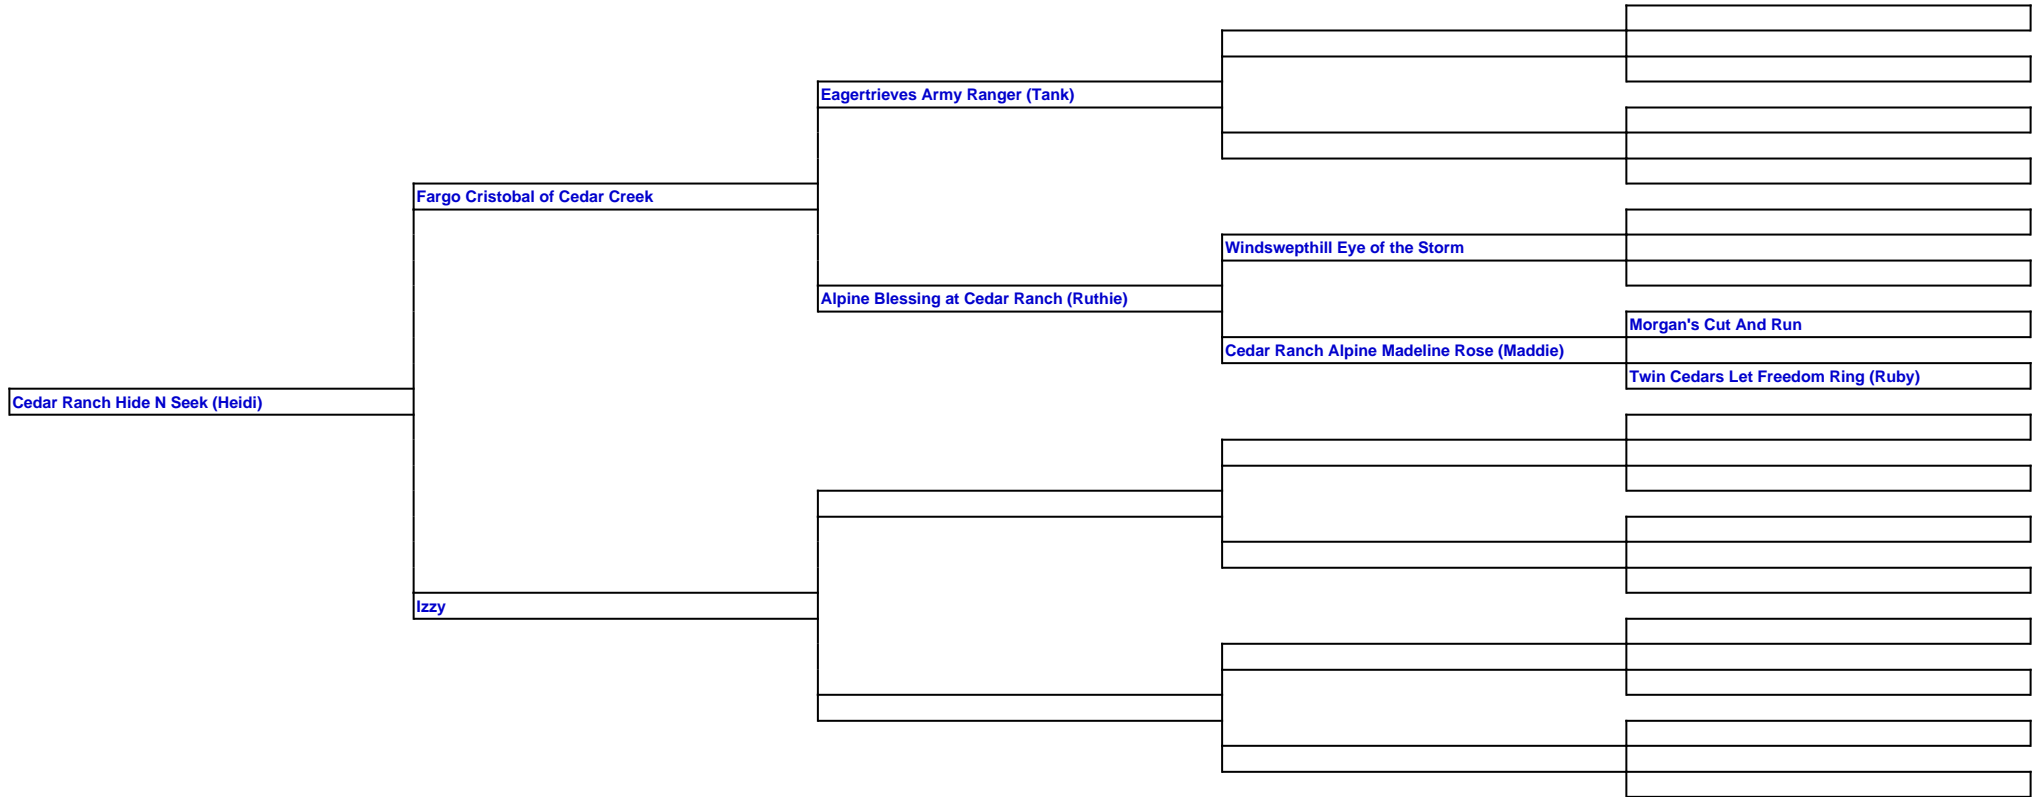 Eagertrieves Army Ranger (Tank)
Fargo Cristobal of Cedar Creek
Windswepthill Eye of the Storm
Alpine Blessing at Cedar Ranch (Ruthie)
Morgan's Cut And Run
Cedar Ranch Alpine Madeline Rose (Maddie)
Twin Cedars Let Freedom Ring (Ruby)
Cedar Ranch Hide N Seek (Heidi)
Izzy